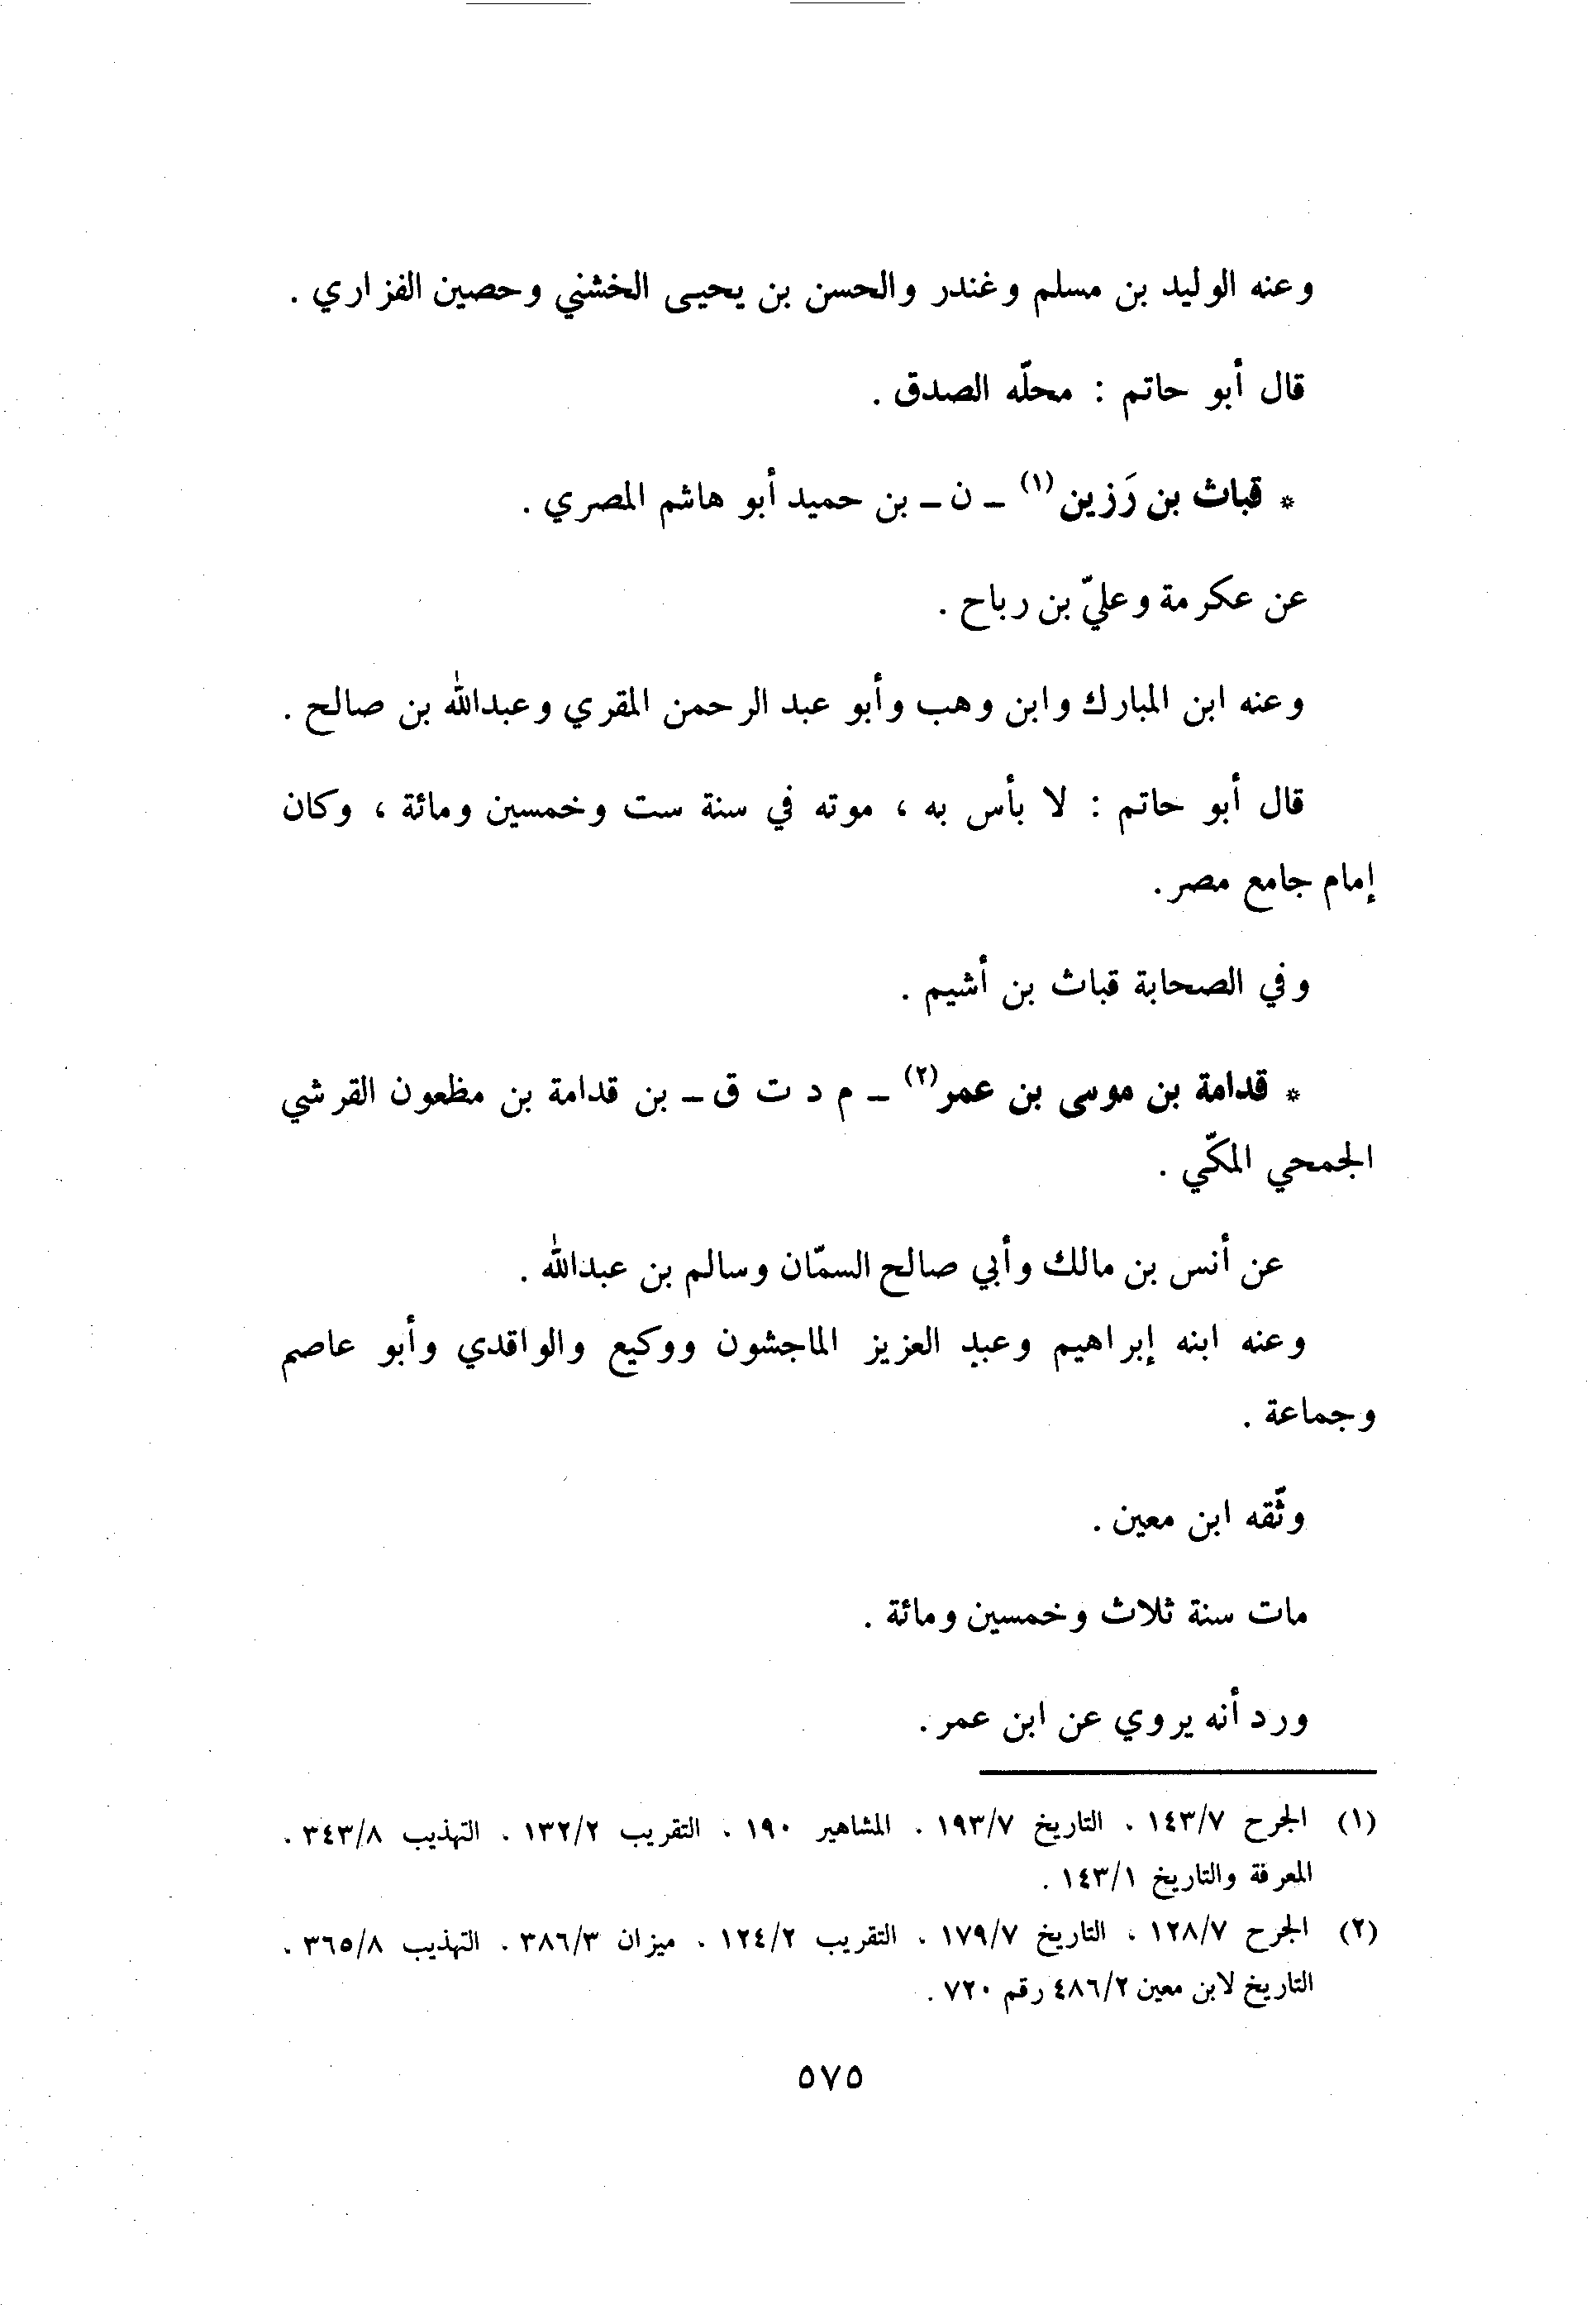 وعنه الوليد بن مسلم وغندر والحسن بن يحيى الخشني وحصين الفزاري .
قال أبو حاتم : محلّه الصدق .
* قباث بن رَزين (١) ـ ن ـ بن حميد أبو هاشم المصري .
عن عكرمة وعليّ بن رباح .
وعنه ابن المبارك وابن وهب وأبو عبد الرحمن المقري وعبدالله بن صالح .
قال أبو حاتم : لا بأس به ، موته في سنة ست وخمسين ومائة ، وكان
إمام جامع مصر .
وفي الصحابة قباث بن أشيم .
* قدامة بن موسى بن عمر (٢) ـ م د ت ق ـ بن قدامة بن مظعون القرشي
الجمحي المكّي .
عن أنس بن مالك وأبي صالح السمّان وسالم بن عبدالله .
وعنه ابنه إبراهيم وعبد العزيز الماجشون ووكيع والواقدي وأبو عاصم
وجماعة .
وثّقه ابن معين .
مات سنة ثلاث وخمسين ومائة .
ورد أنه يروي عن ابن عمر .
(١) الجرح ١٤٣/٧ . التاريخ ١٩٣/٧ . المشاهير ١٩٠ . التقريب ١٣٢/٢ . التهذيب ٣٤٣/٨ .
المعرفة والتاريخ ١٤٣/١ .
(٢) الجرح ١٢٨/٧ . التاريخ ١٧٩/٧ . التقريب ١٢٤/٢ . ميزان ٣٨٦/٣ . التهذيب ٣٦٥/٨ .
التاريخ لابن معين ٤٨٦/٢ رقم ٧٢٠ .
٥٧٥